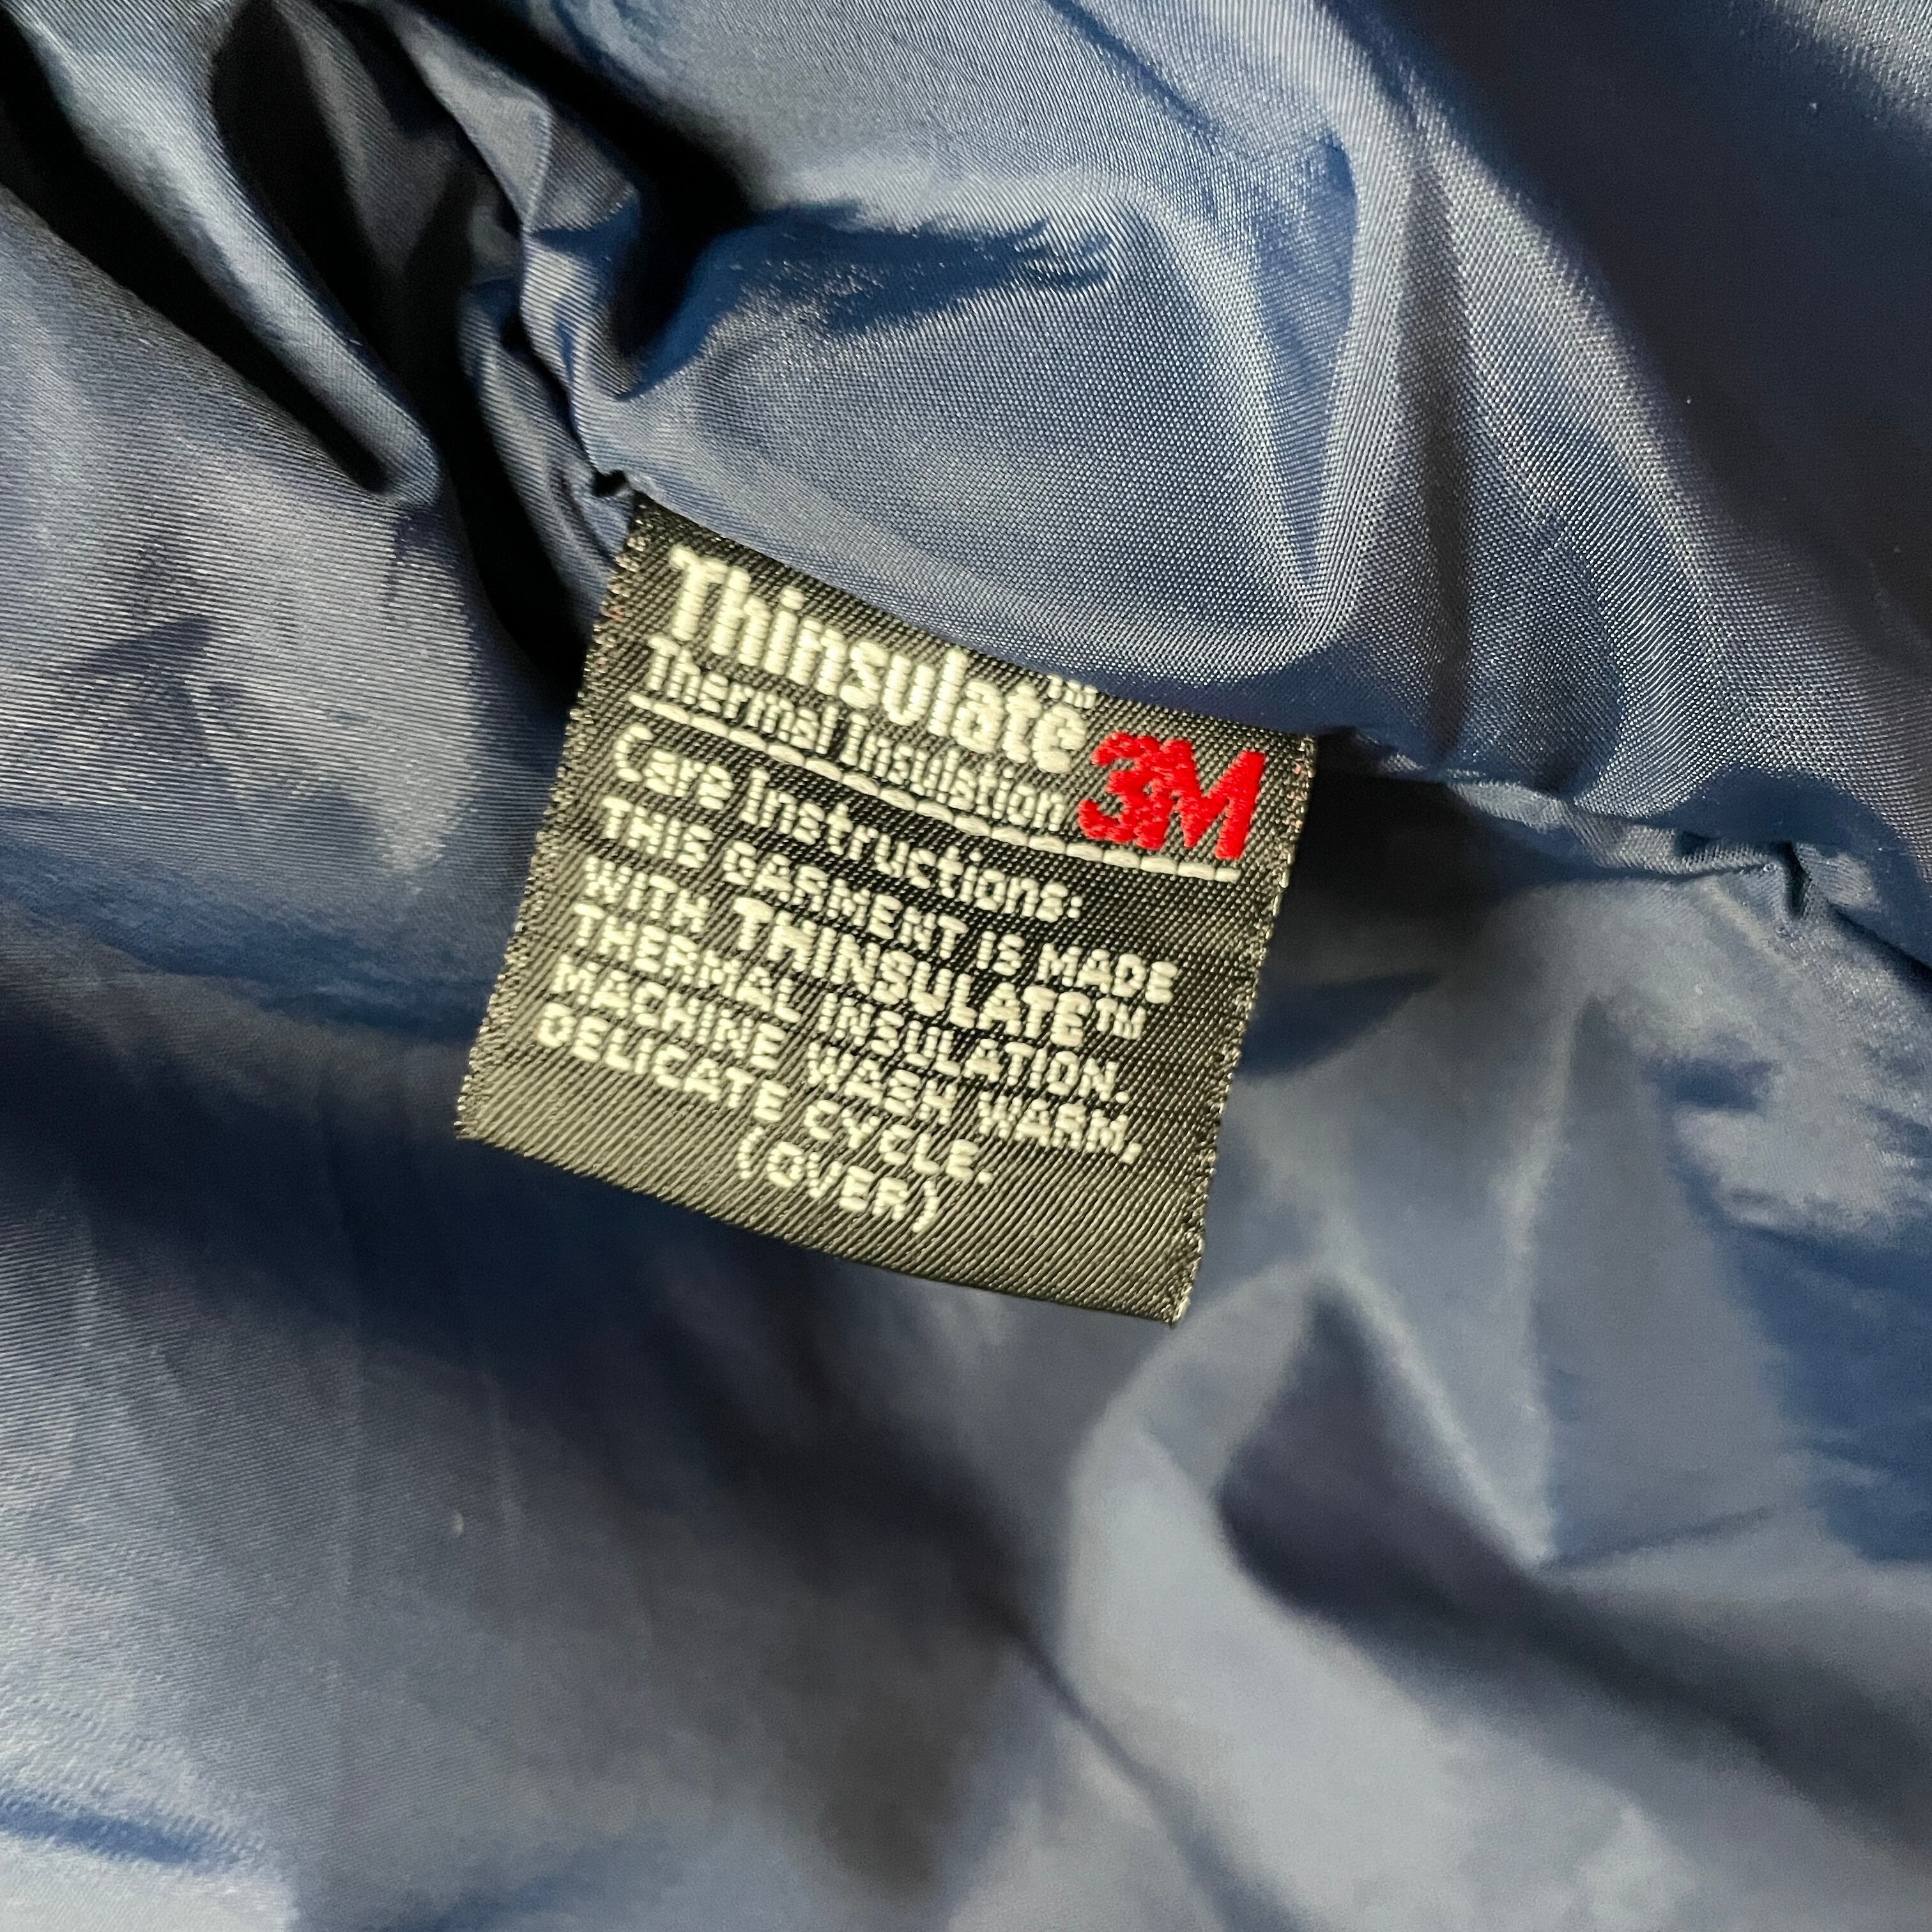 Thinsulate™
Thermal Insulation 3M
Care Instructions:
THIS GARMENT IS MADE
WITH THINSULATE™
THERMAL INSULATION.
MACHINE WASH WARM,
DELICATE CYCLE.
(OVER)